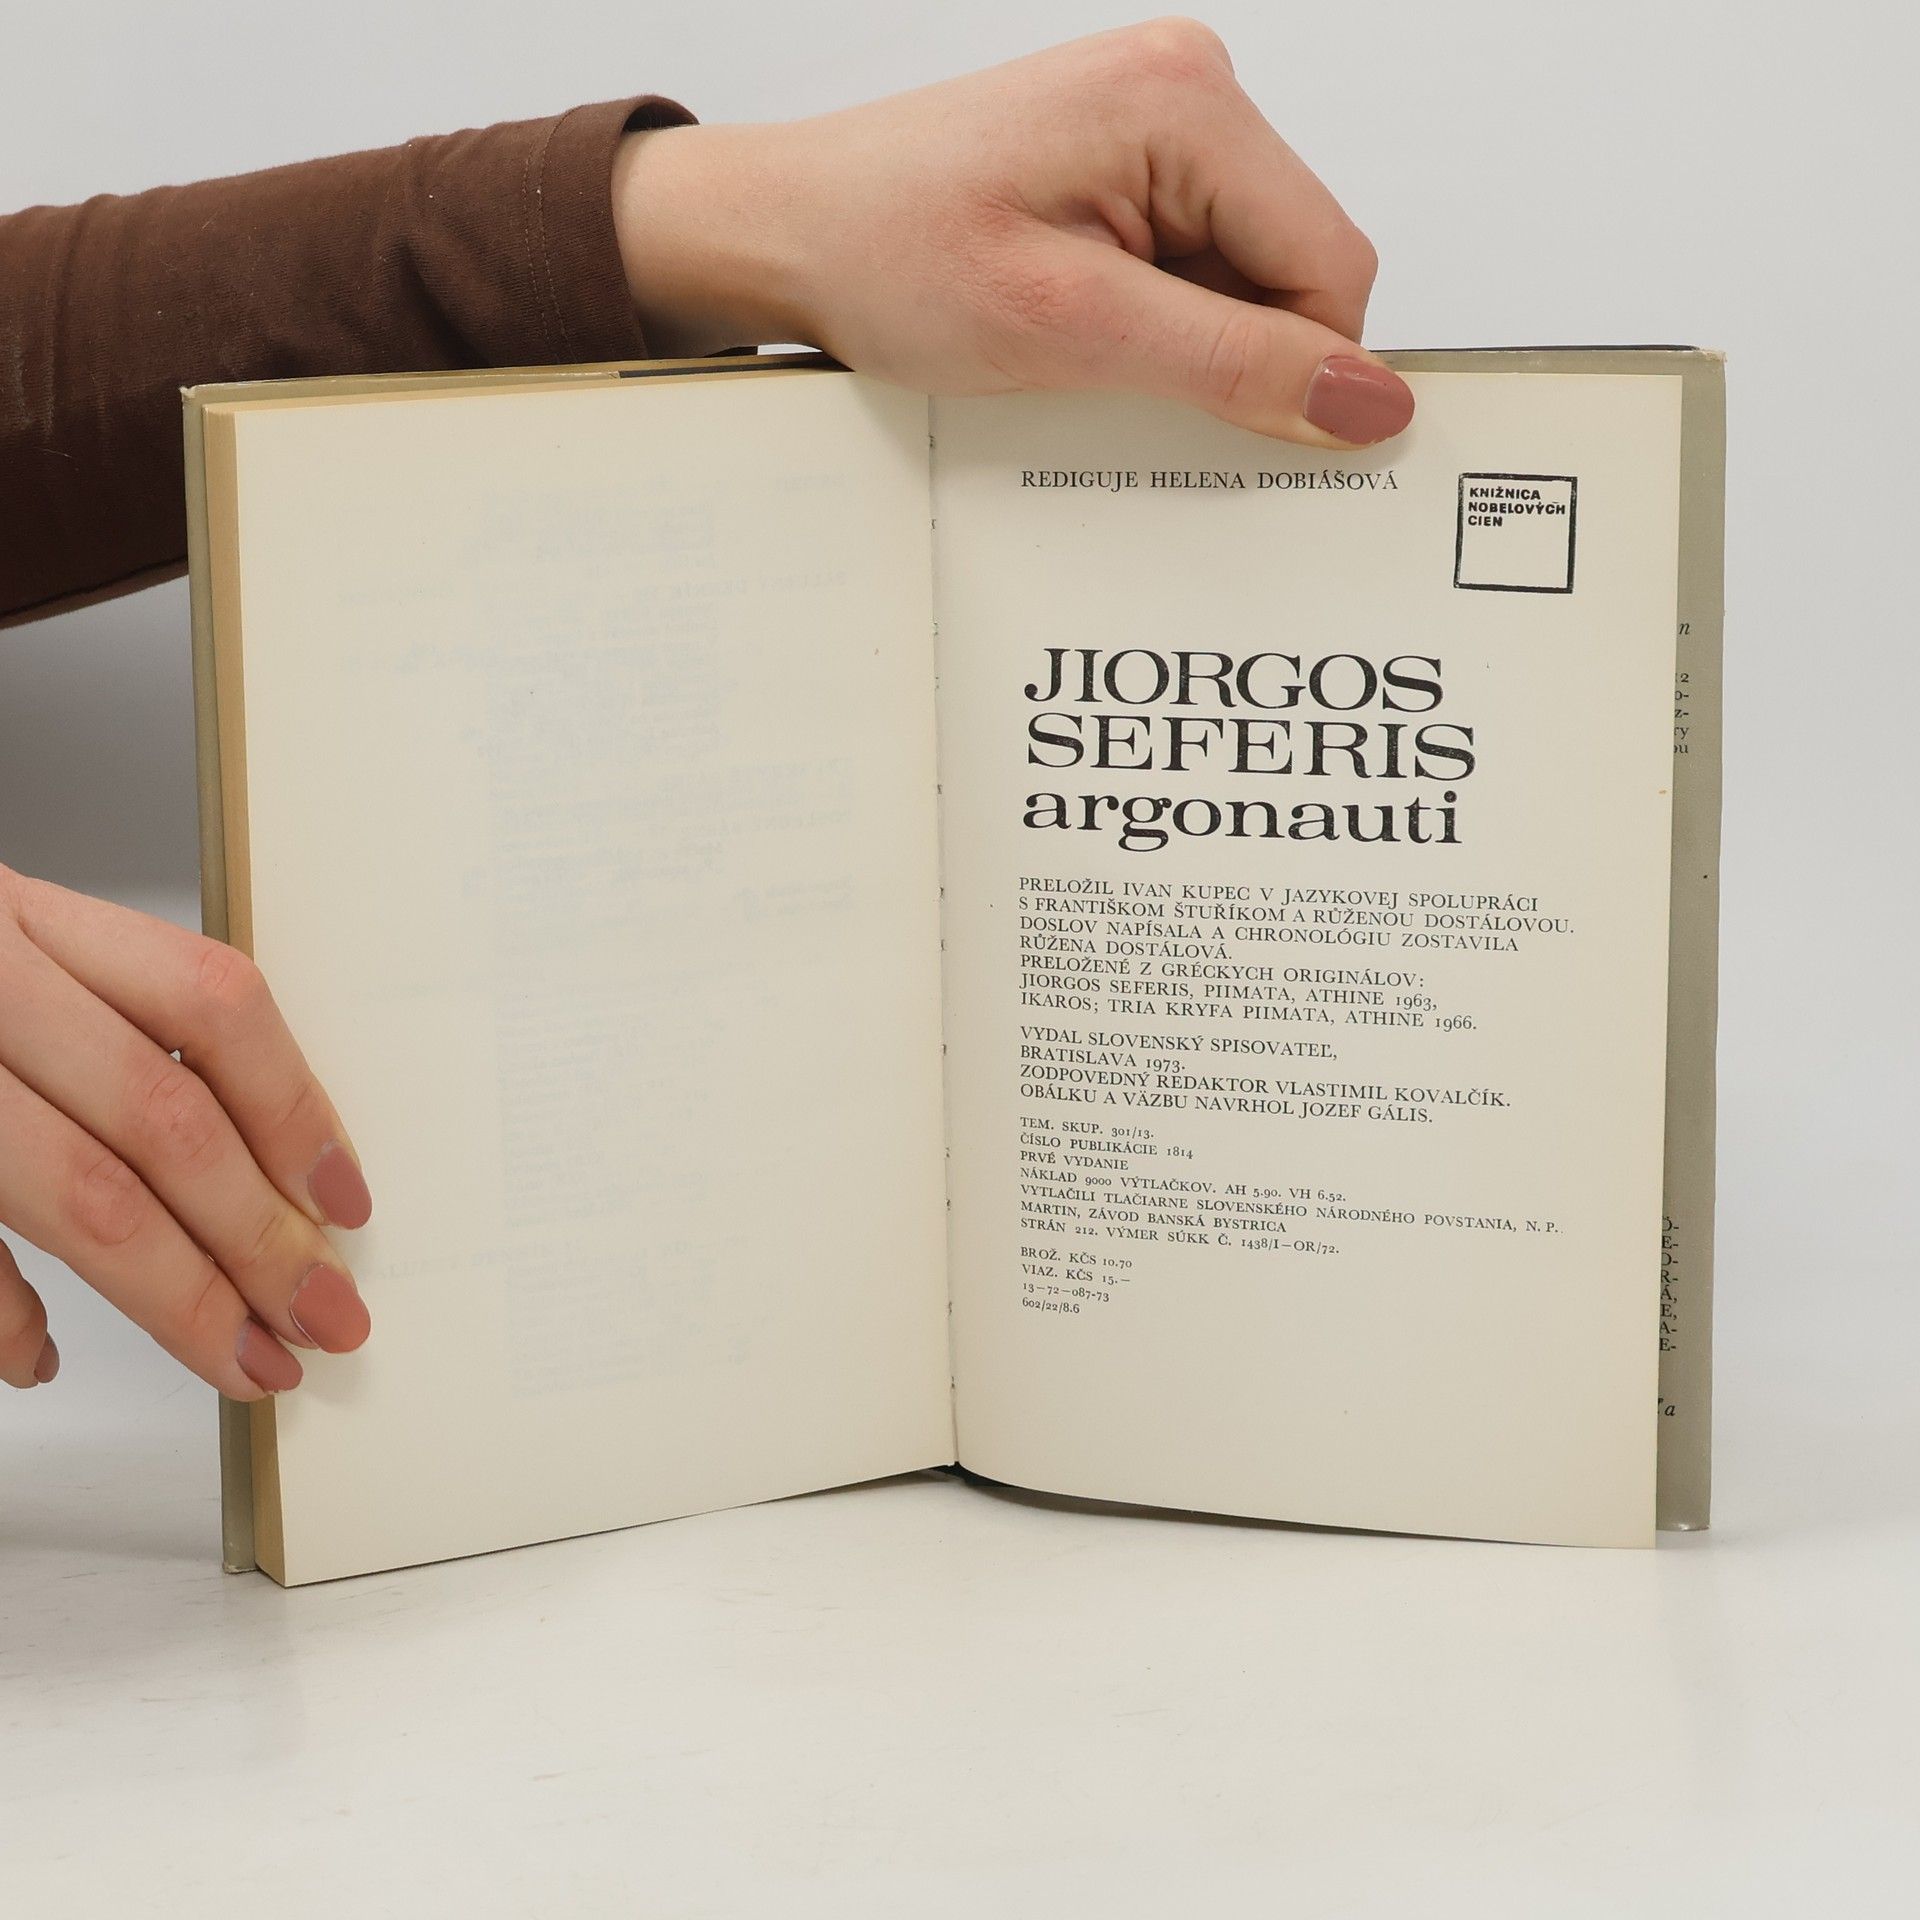 REDIGUJE HELENA DOBIÁŠOVÁ
KNIŽNICA
NOBELOVÝCH
CIEN
JIORGOS
SEFERIS
argonauti
PRELOŽIL IVAN KUPEC V JAZYKOVEJ SPOLUPRÁCI
S FRANTIŠKOM ŠTUŘÍKOM A RŮŽENOU DOSTÁLOVOU.
DOSLOV NAPÍSALA A CHRONOLÓGIU ZOSTAVILA
RŮŽENA DOSTÁLOVÁ.
PRELOŽENÉ Z GRÉCKYCH ORIGINÁLOV:
JIORGOS SEFERIS, PIIMATA, ATHINE 1963,
IKAROS; TRIA KRYFA PIIMATA, ATHINE 1966.
VYDAL SLOVENSKÝ SPISOVATEĽ,
BRATISLAVA 1973.
ZODPOVEDNÝ REDAKTOR VLASTIMIL KOVALČÍK.
OBÁLKU A VÄZBU NAVRHOL JOZEF GÁLIS.
TEM. SKUP. 301/13.
ČÍSLO PUBLIKÁCIE 1814
PRVÉ VYDANIE
NÁKLAD 9000 VÝTLAČKOV. AH 5.90. VH 6.52.
VYTLAČILI TLAČIARNE SLOVENSKÉHO NÁRODNÉHO POVSTANIA, N. P.
MARTIN, ZÁVOD BANSKÁ BYSTRICA
STRÁN 212. VÝMER SÚKK Č. 1438/I–OR/72.
BROŽ. KČS 10.70
VIAZ. KČS 15.–
13–72–087-73
602/22/8.6